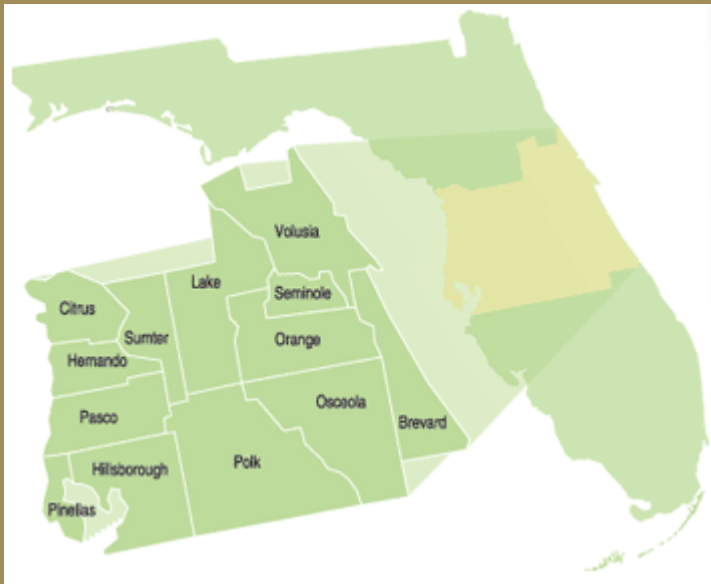 Volusia
Lake
Seminole
Citrus
Sumter
Orange
Hernando
Osceola
Pasco
Brevard
Polk
Hillsborough
Pinellas